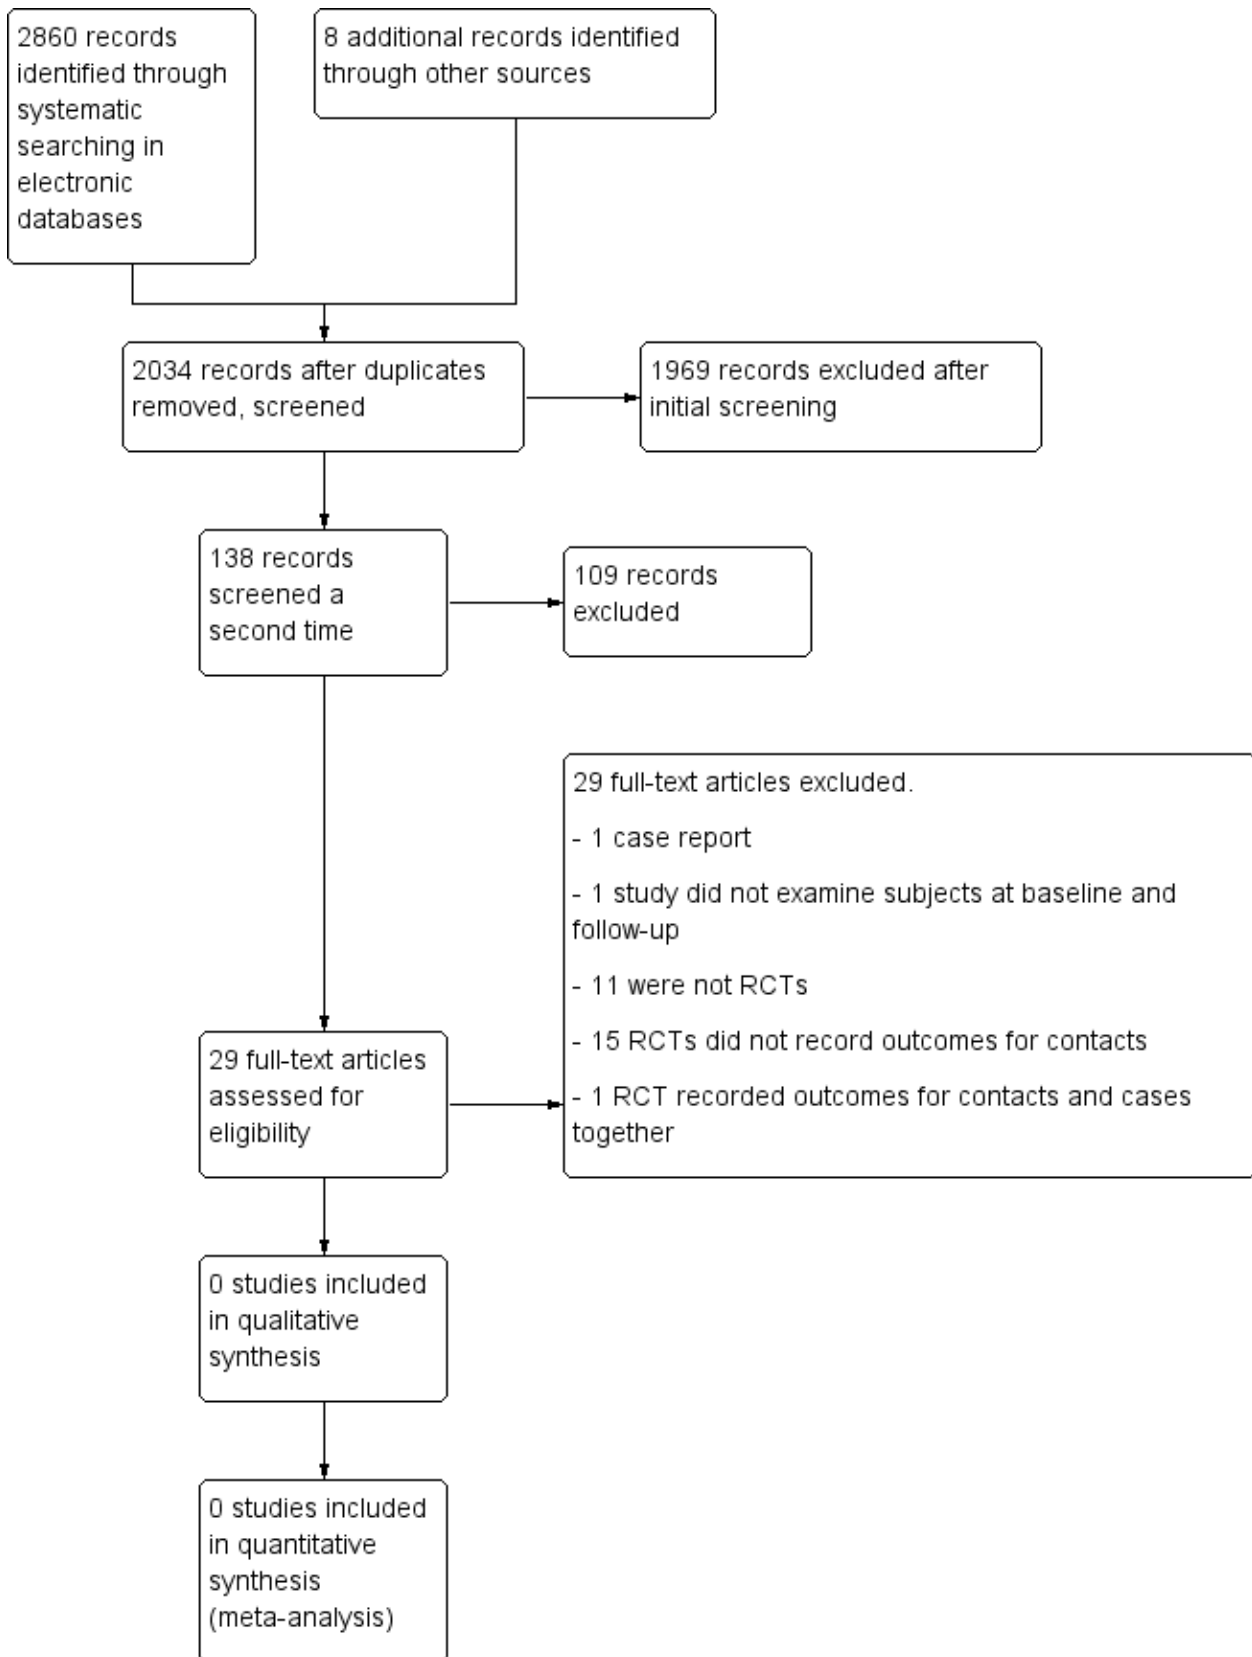 2860 records
identified through
systematic
searching in
electronic
databases
8 additional records identified
through other sources
2034 records after duplicates
removed, screened
1969 records excluded after
initial screening
138 records
screened a
second time
109 records
excluded
29 full-text articles excluded.
- 1 case report
- 1 study did not examine subjects at baseline and
follow-up
- 11 were not RCTs
- 15 RCTs did not record outcomes for contacts
- 1 RCT recorded outcomes for contacts and cases
together
29 full-text articles
assessed for
eligibility
0 studies included
in qualitative
synthesis
0 studies included
in quantitative
synthesis
(meta-analysis)